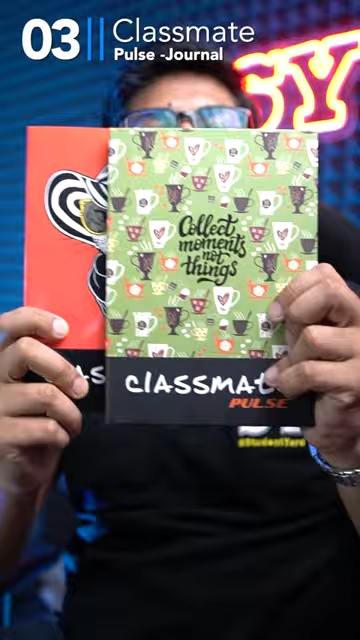 03 || Classmate
Pulse -Journal
Collect
moments
not
things
CLASSMATE
PULSE
@StudentYard